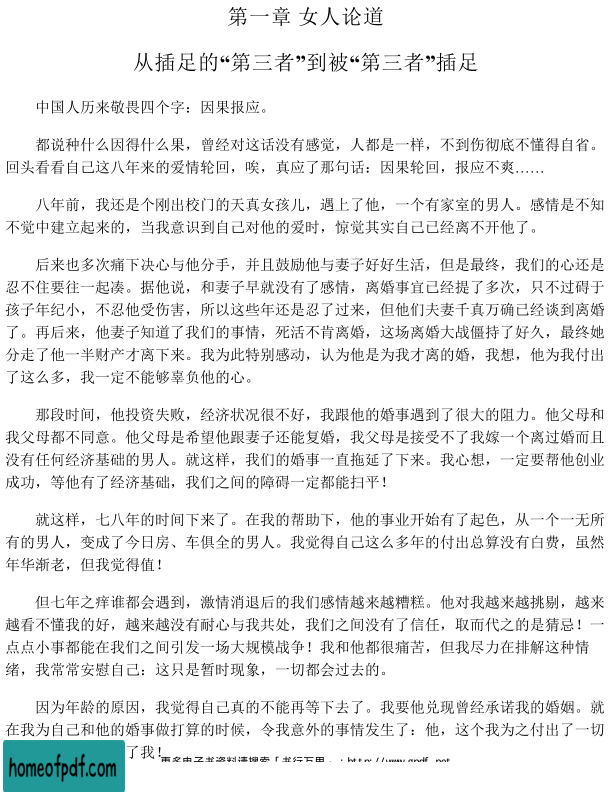 第一章 女人论道
从插足的“第三者”到被“第三者”插足
中国人历来敬畏四个字：因果报应。
都说种什么因得什么果，曾经对这话没有感觉，人都是一样，不到伤彻底不懂得自省。
回头看看自己这八年来的爱情轮回，唉，真应了那句话：因果轮回，报应不爽……
八年前，我还是个刚出校门的天真女孩儿，遇上了他，一个有家室的男人。感情是不知
不觉中建立起来的，当我意识到自己对他的爱时，惊觉其实自己已经离不开他了。
后来也多次痛下决心与他分手，并且鼓励他与妻子好好生活，但是最终，我们的心还是
忍不住要往一起凑。据他说，和妻子早就没有了感情，离婚事宜已经提了多次，只不过碍于
孩子年纪小，不忍他受伤害，所以这些年还是忍了过来，但他们夫妻千真万确已经谈到离婚
了。再后来，他妻子知道了我们的事情，死活不肯离婚，这场离婚大战僵持了好久，最终她
分走了他一半财产才离下来。我为此特别感动，认为他是为我才离的婚，我想，他为我付出
了这么多，我一定不能够辜负他的心。
那段时间，他投资失败，经济状况很不好，我跟他的婚事遇到了很大的阻力。他父母和
我父母都不同意。他父母是希望他跟妻子还能复婚，我父母是接受不了我嫁一个离过婚而且
没有任何经济基础的男人。就这样，我们的婚事一直拖延了下来。我心想，一定要帮他创业
成功，等他有了经济基础，我们之间的障碍一定都能扫平！
就这样，七八年的时间下来了。在我的帮助下，他的事业开始有了起色，从一个一无所
有的男人，变成了今日房、车俱全的男人。我觉得自己这么多年的付出总算没有白费，虽然
年华渐老，但我觉得值！
但七年之痒谁都会遇到，激情消退后的我们感情越来越糟糕。他对我越来越挑剔，越来
越看不懂我的好，越来越没有耐心与我共处，我们之间没有了信任，取而代之的是猜忌！一
点点小事都能在我们之间引发一场大规模战争！我和他都很痛苦，但我尽力在排解这种情
绪，我常常安慰自己：这只是暂时现象，一切都会过去的。
因为年龄的原因，我觉得自己真的不能再等下去了。我要他兑现曾经承诺我的婚姻。就
在我为自己和他的婚事做打算的时候，令我意外的事情发生了：他，这个我为之付出了一切
了我！
更多电子书资料请搜索「书行万里」：http://www.gpdf.net
homeofpdf.com